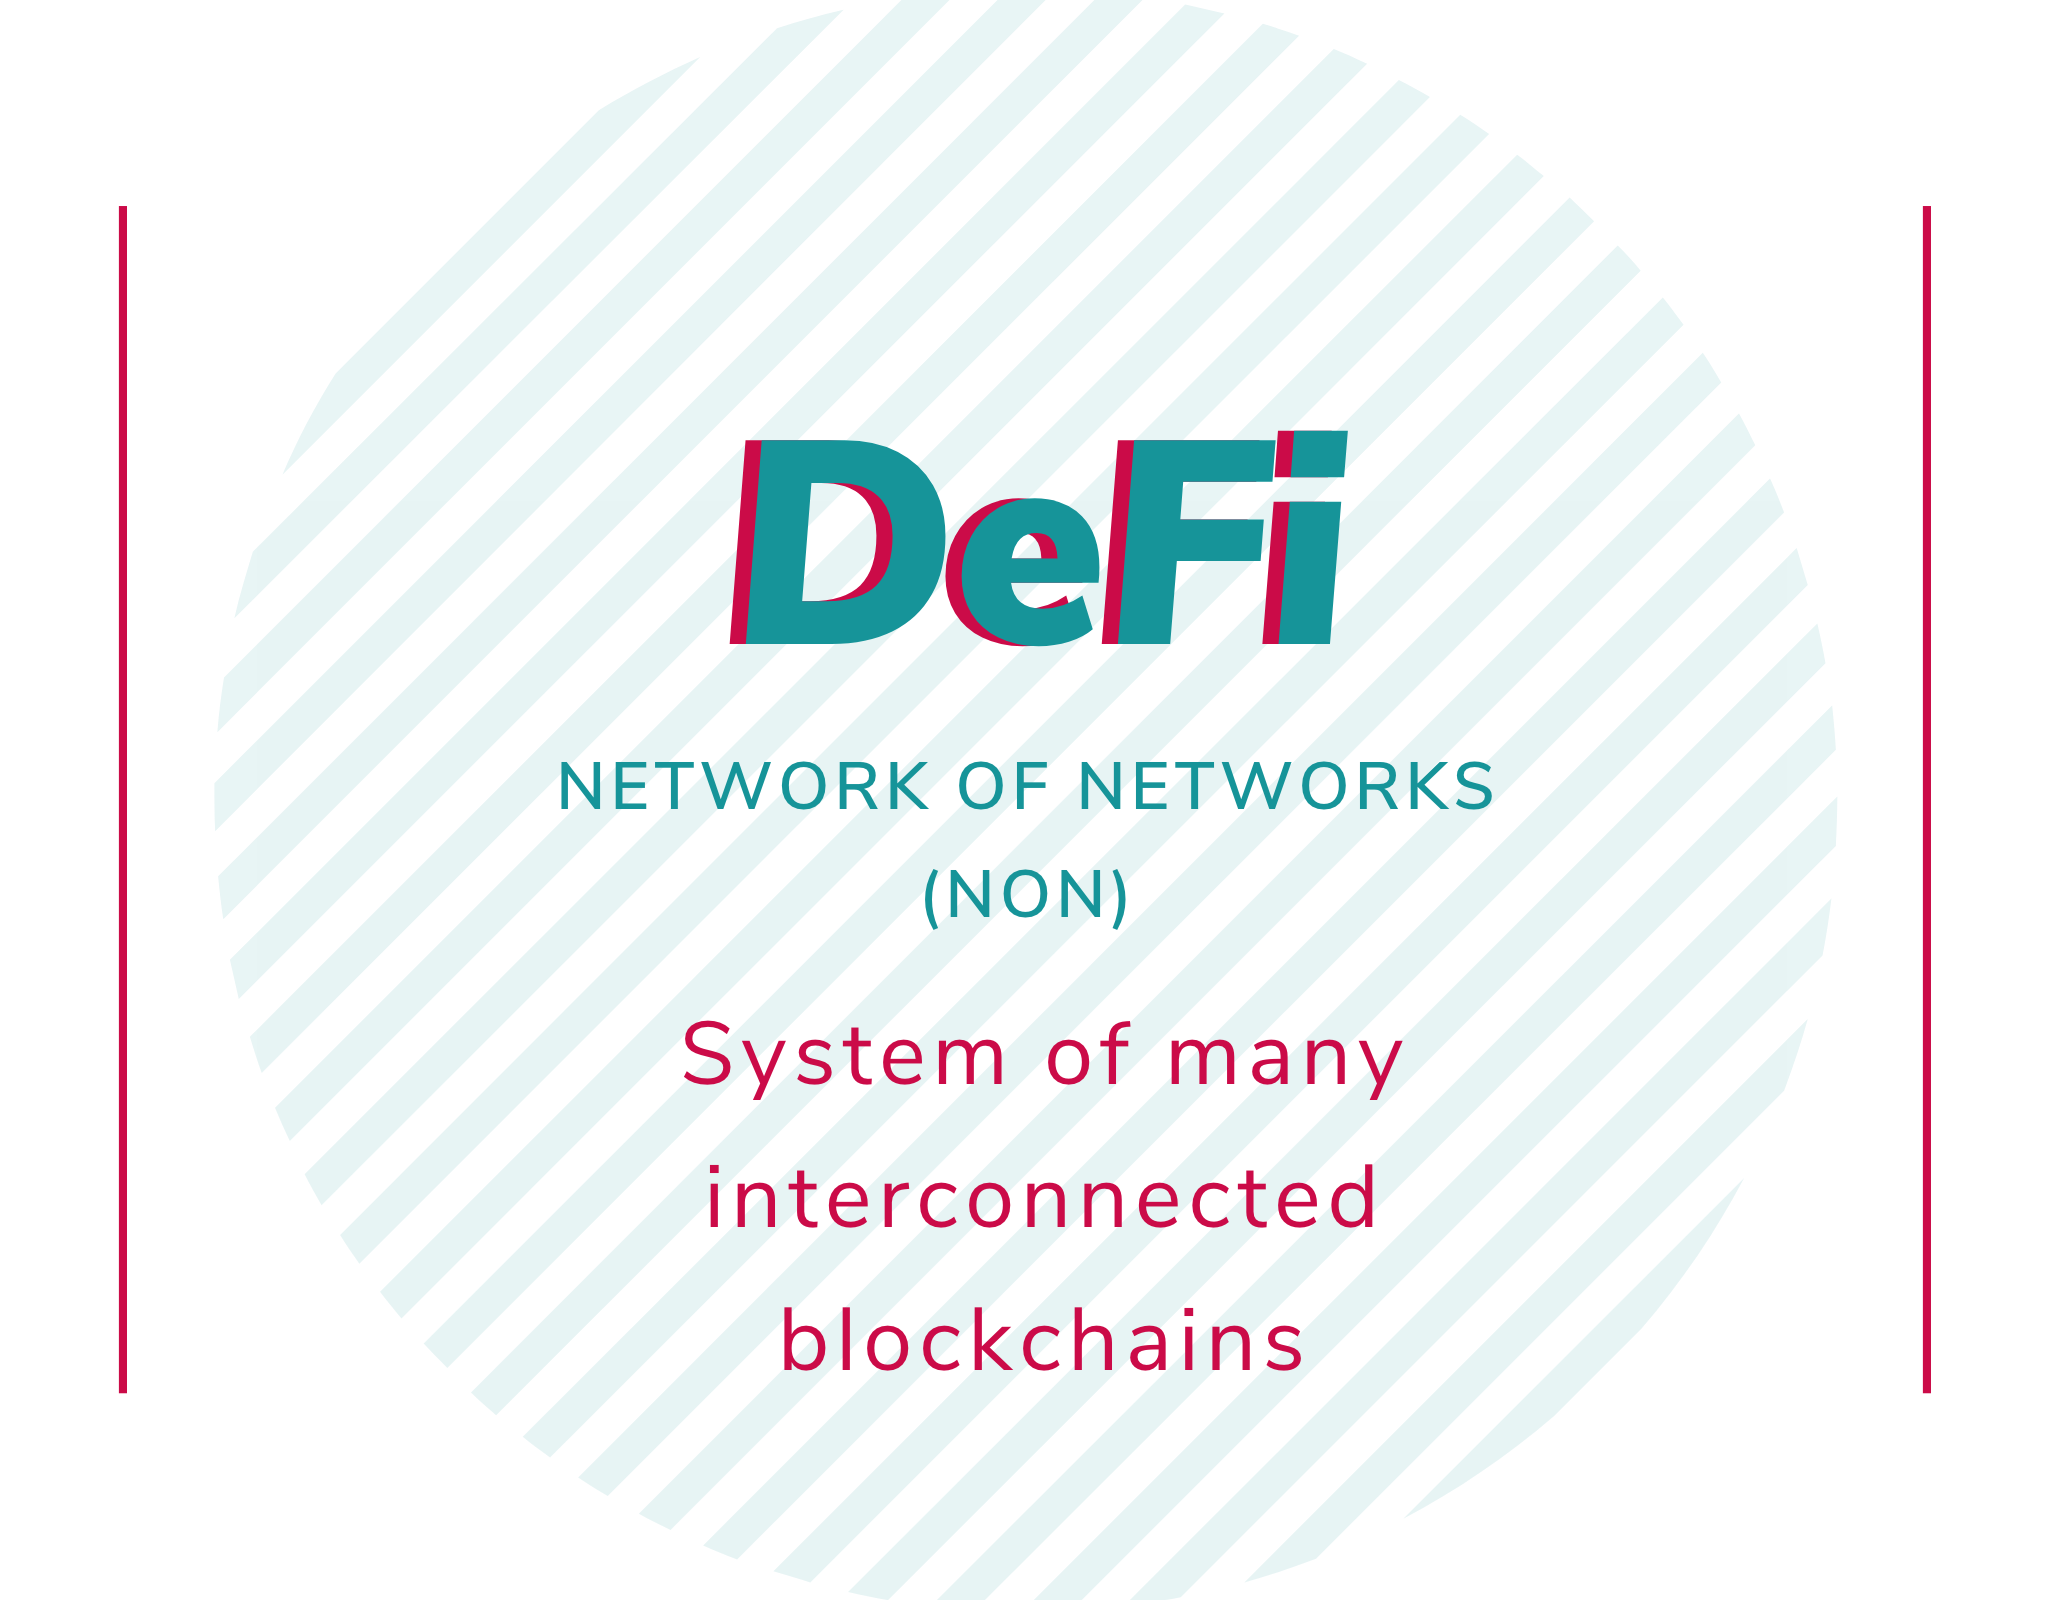 DeFi
NETWORK OF NETWORKS
(NON)
System of many
interconnected
blockchains